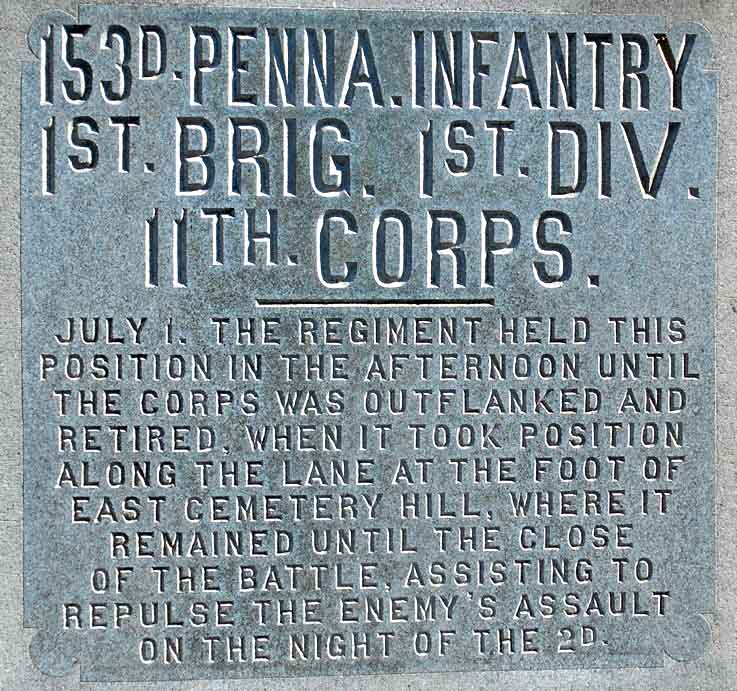 153D. PENNA. INFANTRY
1ST. BRIG. 1ST. DIV.
11TH. CORPS.
JULY 1. THE REGIMENT HELD THIS
POSITION IN THE AFTERNOON UNTIL
THE CORPS WAS OUTFLANKED AND
RETIRED, WHEN IT TOOK POSITION
ALONG THE LANE AT THE FOOT OF
EAST CEMETERY HILL, WHERE IT
REMAINED UNTIL THE CLOSE
OF THE BATTLE, ASSISTING TO
REPULSE THE ENEMY'S ASSAULT
ON THE NIGHT OF THE 2D.